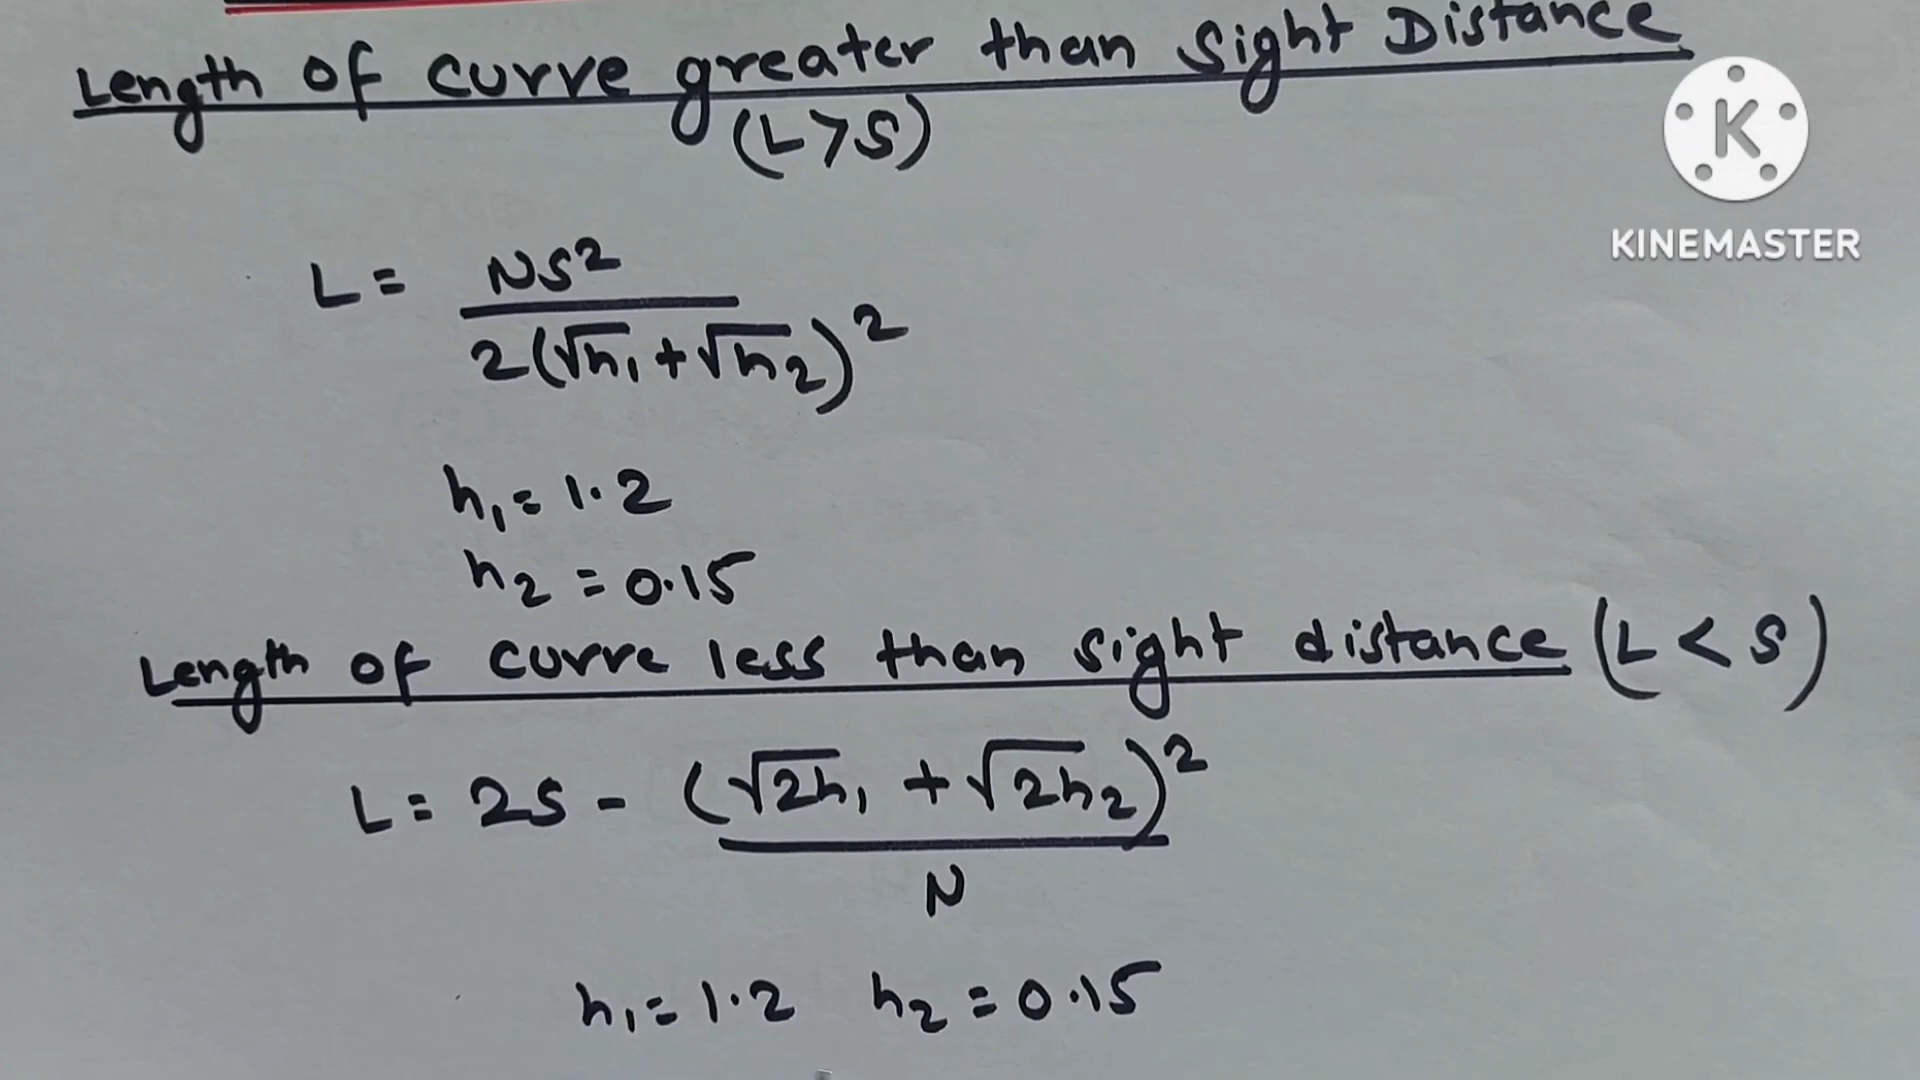 Length of curve greater than Sight Distance
(L>S)
K
KINEMASTER
L = NS²
2(√h₁+√h₂)²
h₁ = 1.2
h₂ = 0.15
Length of curve less than sight distance (L < S)
L = 2S - (√2h₁ + √2h₂)²
N
h₁ = 1.2 h₂ = 0.15